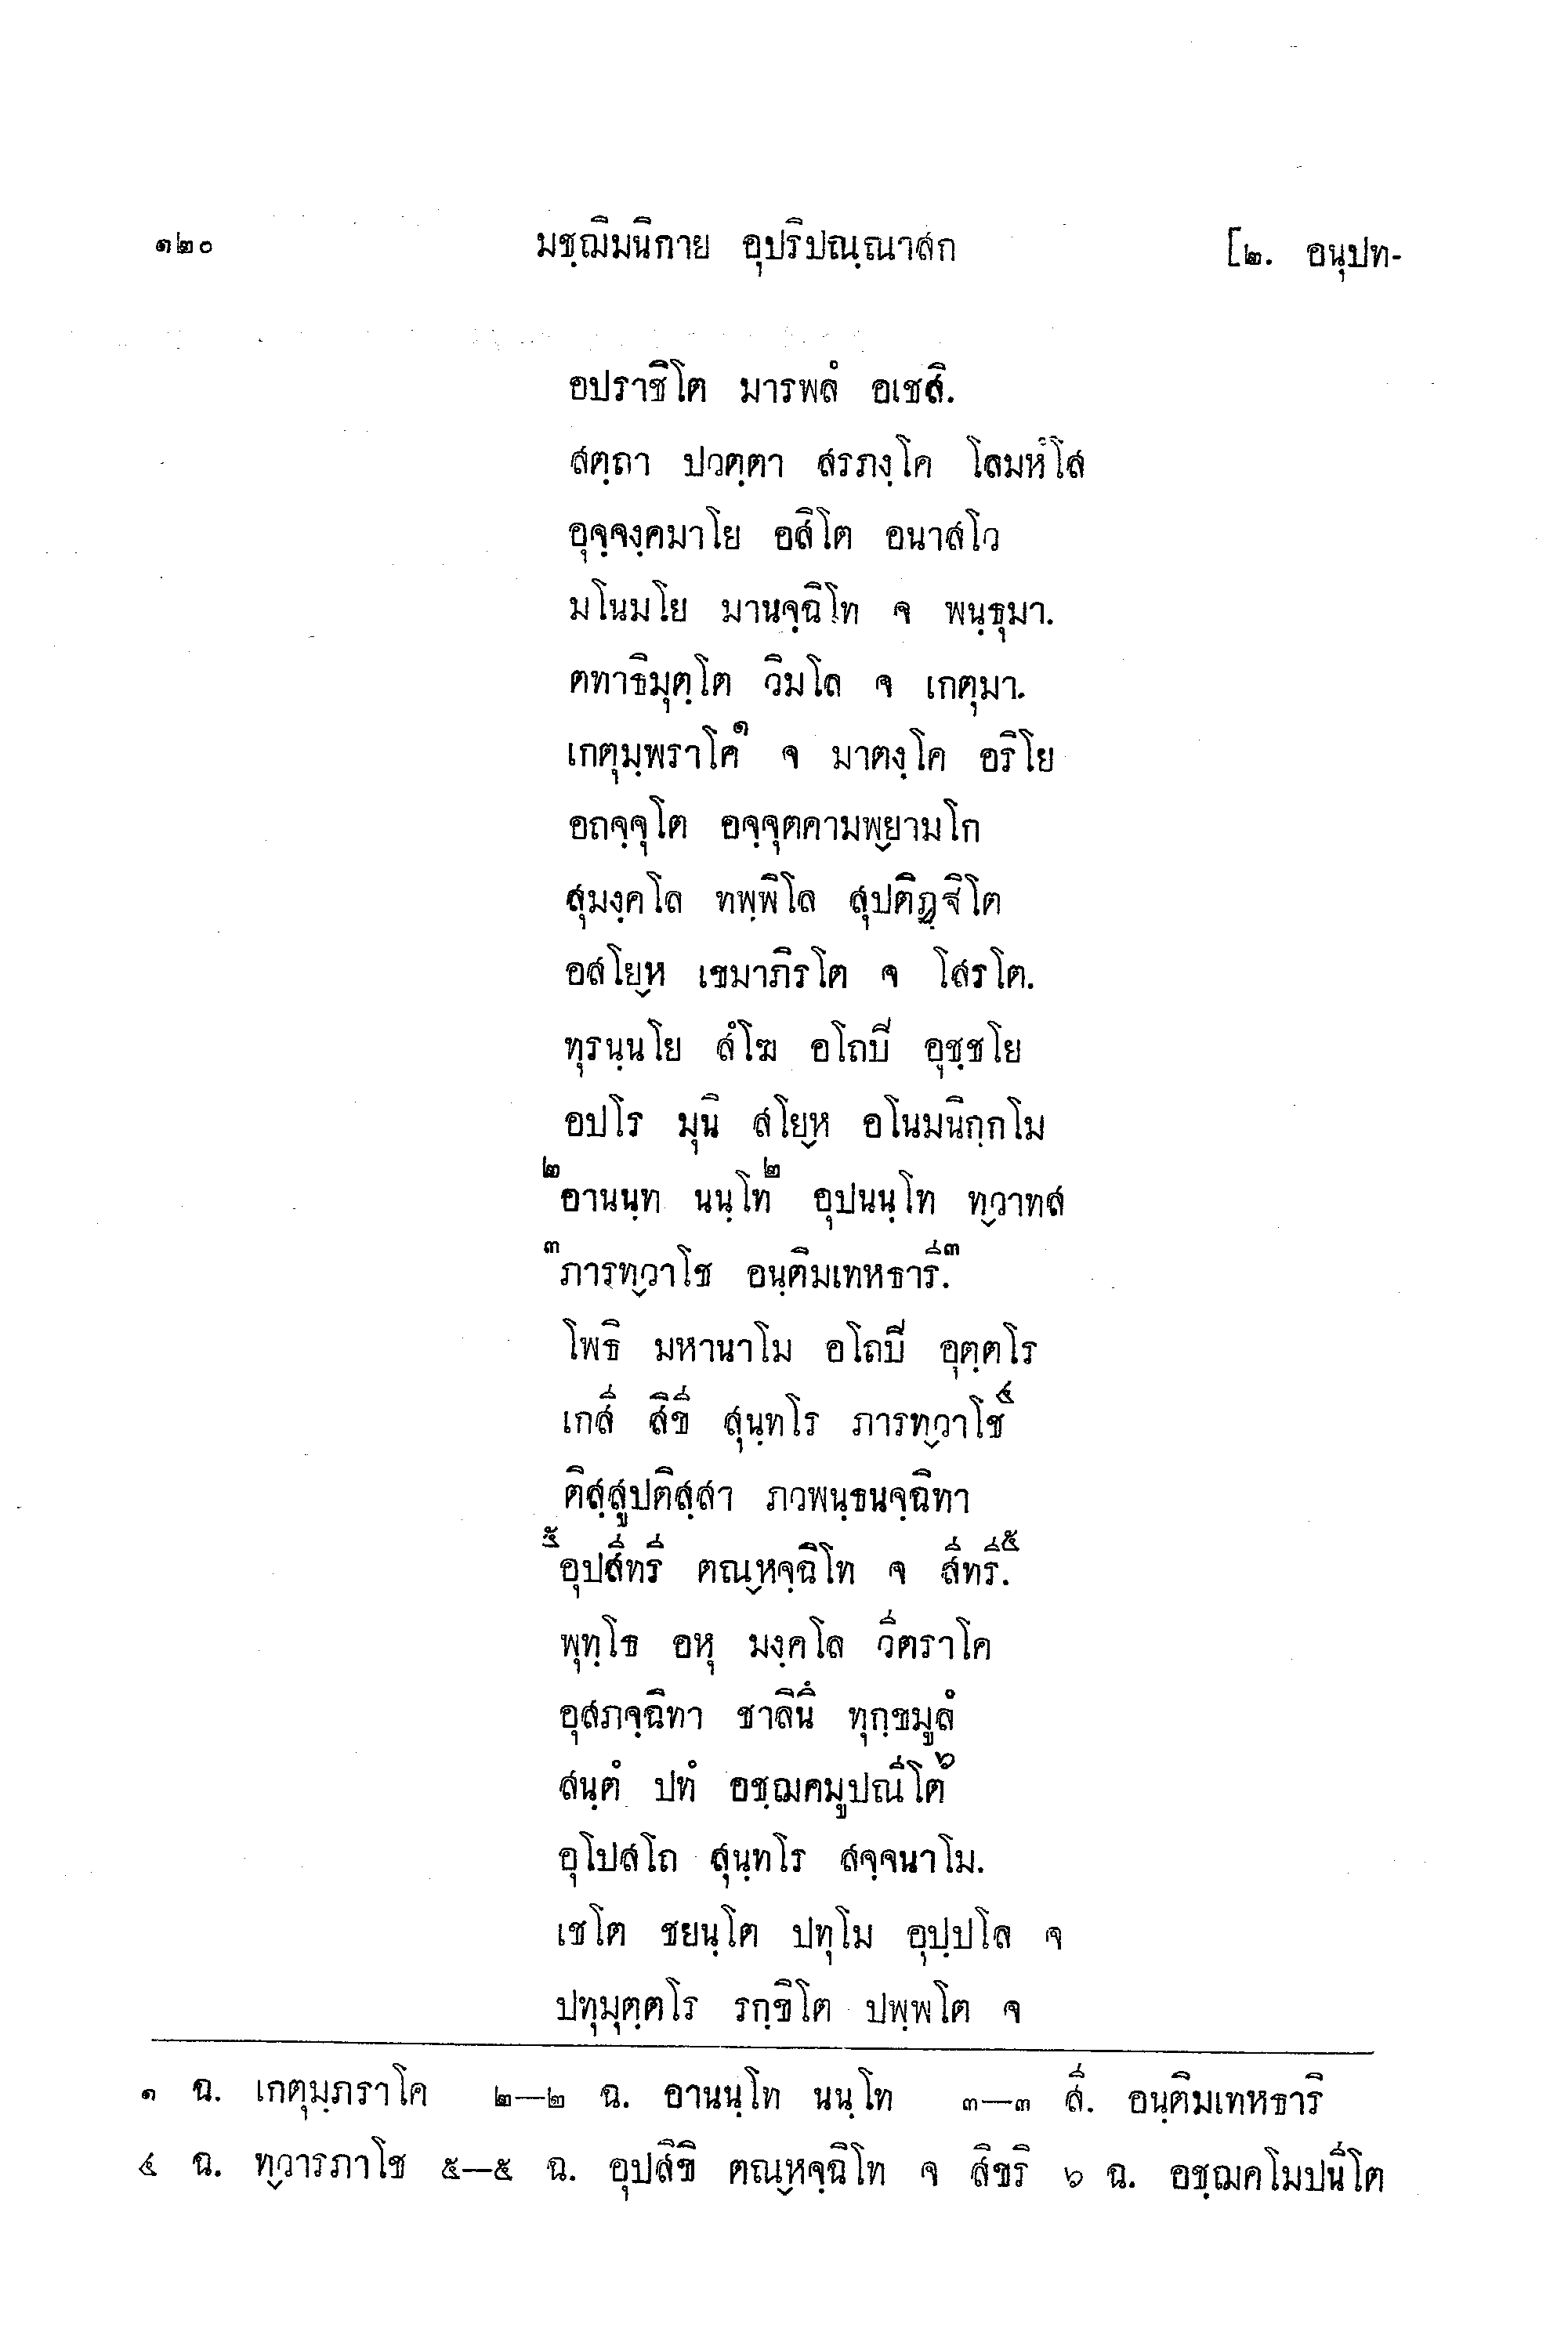 ๑๒๐ มชฺฌิมนิกาย อุปริปณฺณาสก [๒. อนุปท-
อปราชิโต มารพลํ อเชสิ.
สตฺถา ปวตฺตา สรภงฺโค โลมหํโส
อุจฺจงฺคมาโย อสิโต อนาสโว
มโนมโย มานจฺฉิโท จ พนฺธุมา.
ตทาธิมุตฺโต วิมโล จ เกตุมา.
เกตุมฺพราโค๑ จ มาตงฺโค อริโย
อถจฺจุโต อจฺจุตคามพฺยามโก
สุมงฺคโล ทพฺพิโล สุปติฏฺฐิโต
อสโยฺห เขมาภิรโต จ โสรโต.
ทุรนฺนโย สํโฆ อโถปี อุชฺชโย
อปโร มุนิ สโยฺห อโนมนิกฺกโม
๒อานนฺท นนฺโท๒ อุปนนฺโท ทฺวาทส
๓ภารทฺวาโช อนฺติมเทหธารี๓.
โพธิ มหานาโม อโถปี อุตฺตโร
เกสี สิขี สุนฺทโร ภารทฺวาโช๔
ติสฺสูปติสฺสา ภวพนฺธนจฺฉิทา
๕อุปสีทรี ตณฺหจฺฉิโท จ สีทรี๕.
พุทฺโธ อหุ มงฺคโล วีตราโค
อุสภจฺฉิทา ชาลินึ ทุกฺขมูลํ
สนฺตํ ปทํ อชฺฌคมูปณีโต๖
อุโปสโถ สุนฺทโร สจฺจนาโม.
เชโต ชยนฺโต ปทุโม อุปฺปโล จ
ปทุมุตฺตโร รกฺขิโต ปพฺพโต จ
๑ ฉ. เกตุมฺภราโค ๒—๒ ฉ. อานนฺโท นนฺโท ๓—๓ สี. อนฺติมเทหธาริ
๔ ฉ. ทฺวารภาโช ๕—๕ ฉ. อุปสิขิ ตณฺหจฺฉิโท จ สิขริ ๖ ฉ. อชฺฌคโมปนีโต